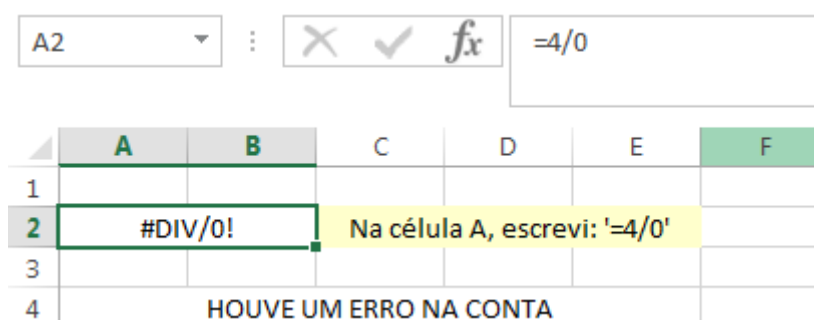 A2 fx =4/0
A B C D E F
1
2 #DIV/0! Na célula A, escrevi: '=4/0'
3
4 HOUVE UM ERRO NA CONTA